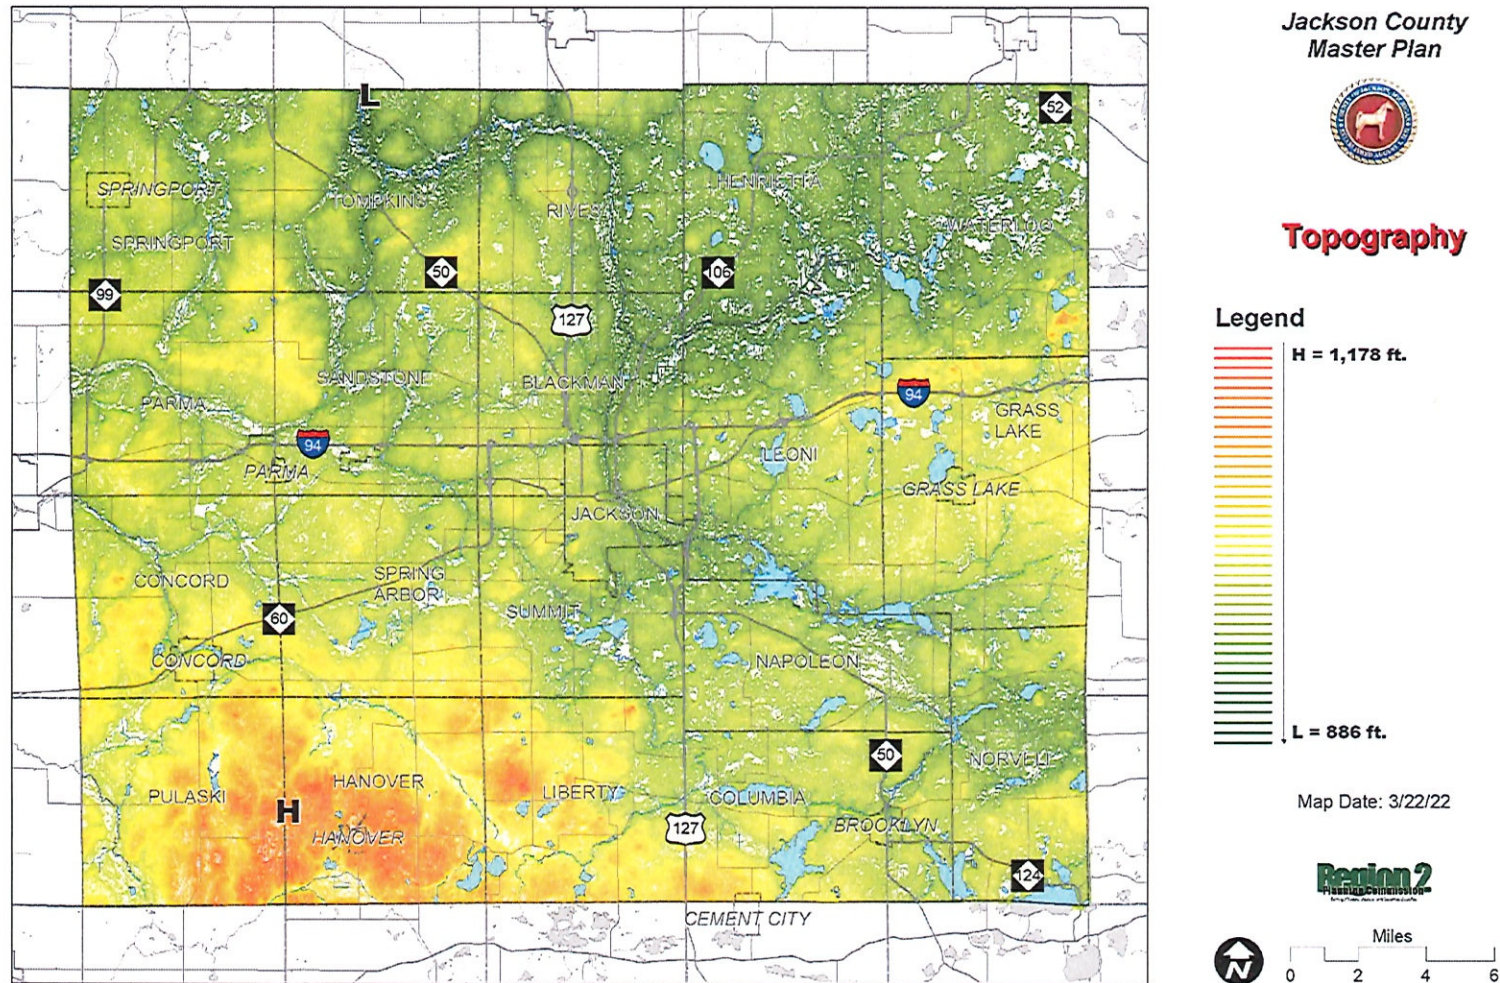 Jackson County
Master Plan
Topography
Legend
H = 1,178 ft.
L = 886 ft.
Map Date: 3/22/22
Region 2
Planning Commission
Miles
0 2 4 6
N
L
52
SPRINGPORT
TOMPKINS
RIVES
HENRIETTA
WATERLOO
SPRINGPORT
99
50
106
127
SANDSTONE
BLACKMAN
PARMA
94
GRASS
LAKE
94
PARMA
LEONI
GRASS LAKE
JACKSON
CONCORD
SPRING
ARBOR
SUMMIT
60
CONCORD
NAPOLEON
50
NORVELL
PULASKI
HANOVER
LIBERTY
COLUMBIA
H
HANOVER
127
BROOKLYN
124
CEMENT CITY